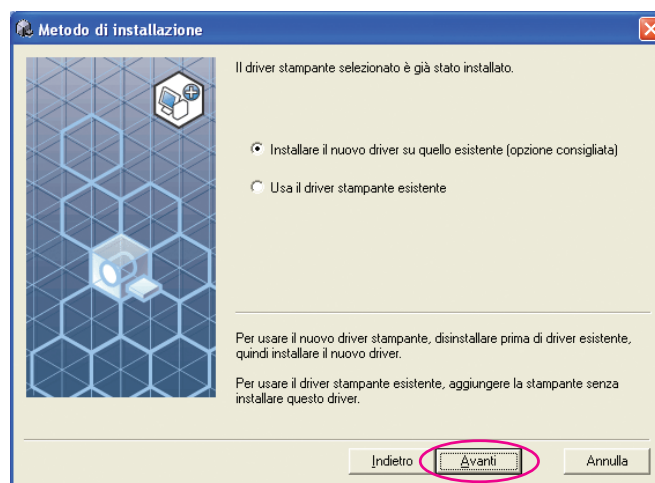 Metodo di installazione
Il driver stampante selezionato è già stato installato.
Installare il nuovo driver su quello esistente (opzione consigliata)
Usa il driver stampante esistente
Per usare il nuovo driver stampante, disinstallare prima di driver esistente,
quindi installare il nuovo driver.
Per usare il driver stampante esistente, aggiungere la stampante senza
installare questo driver.
Indietro
Avanti
Annulla